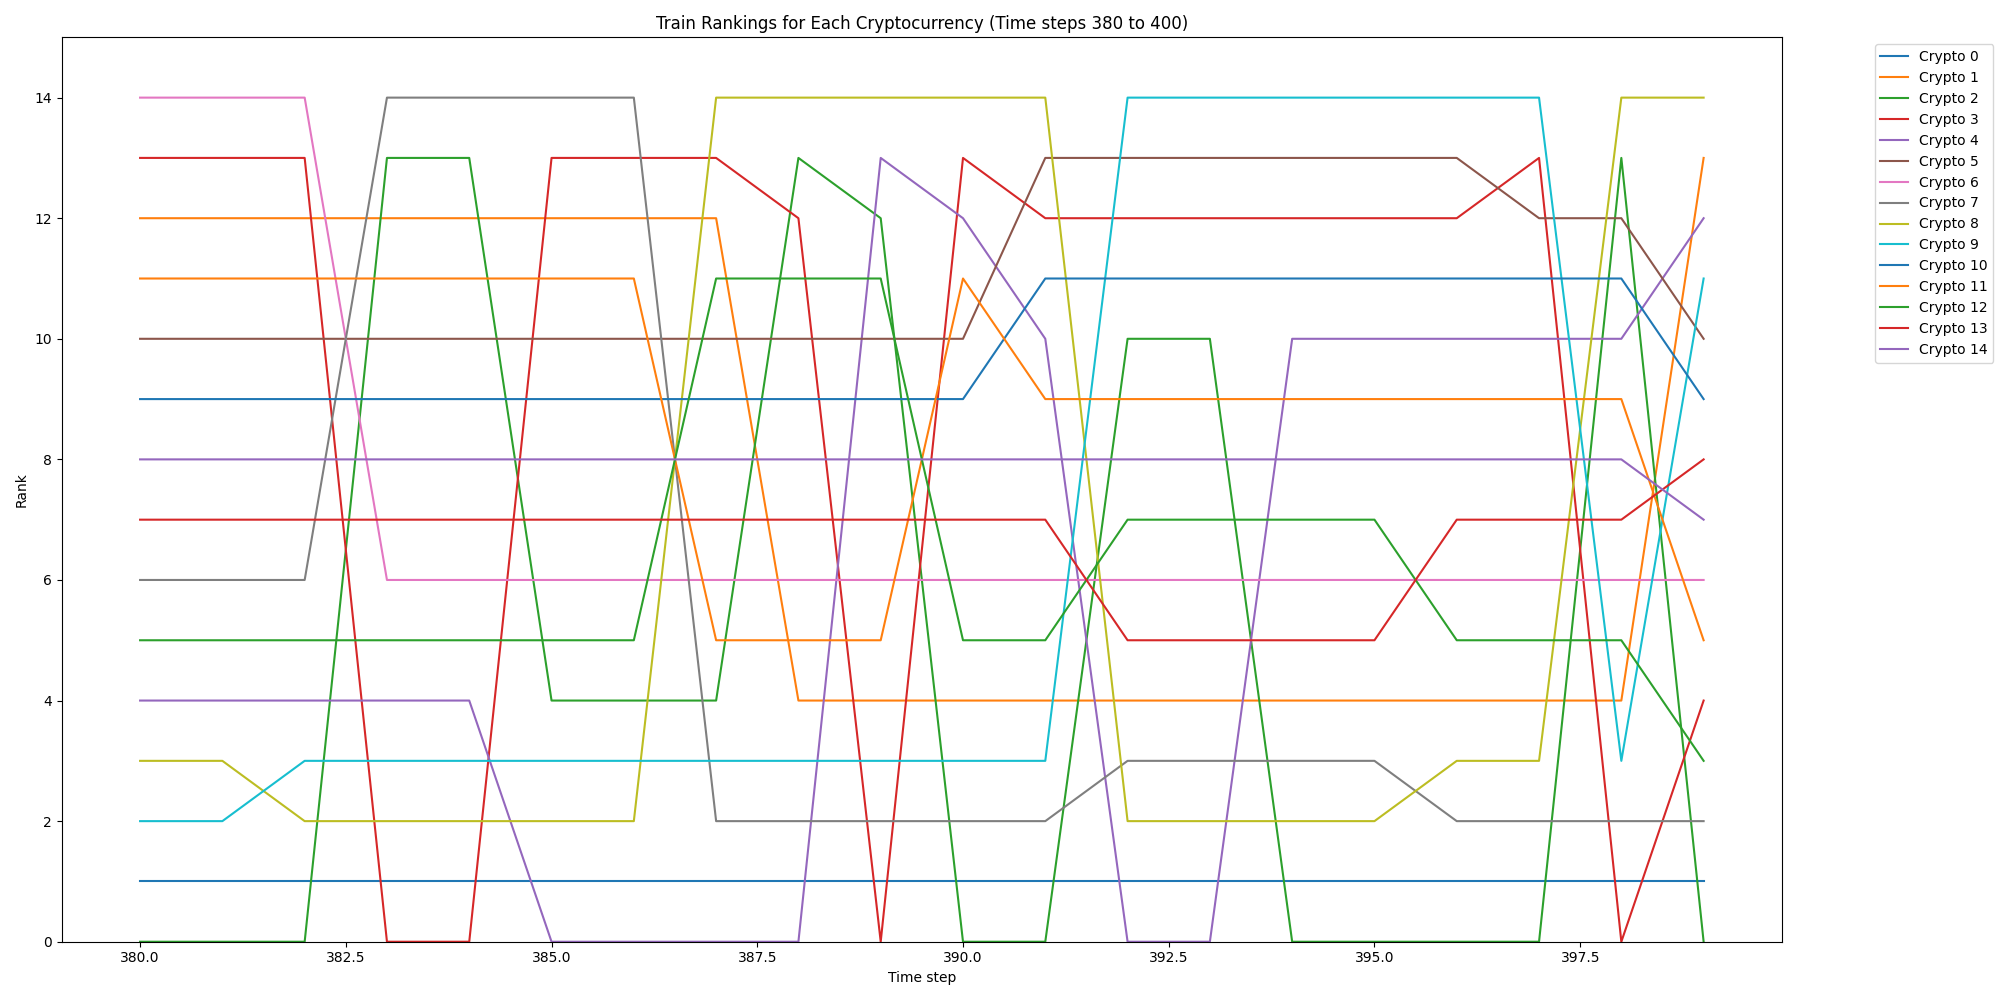 Train Rankings for Each Cryptocurrency (Time steps 380 to 400)
Rank
14
12
10
8
6
4
2
0
380.0 382.5 385.0 387.5 390.0 392.5 395.0 397.5
Time step
Crypto 0
Crypto 1
Crypto 2
Crypto 3
Crypto 4
Crypto 5
Crypto 6
Crypto 7
Crypto 8
Crypto 9
Crypto 10
Crypto 11
Crypto 12
Crypto 13
Crypto 14